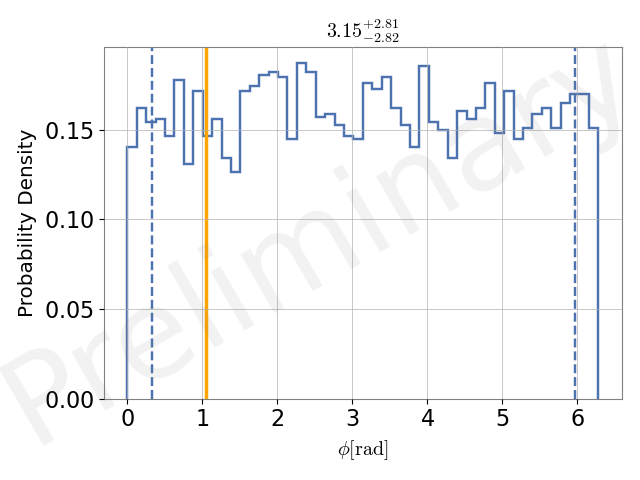 3.15^{+2.81}_{-2.82}
Probability Density
0.15
0.10
0.05
0.00
0 1 2 3 4 5 6
ϕ[rad]
Preliminary